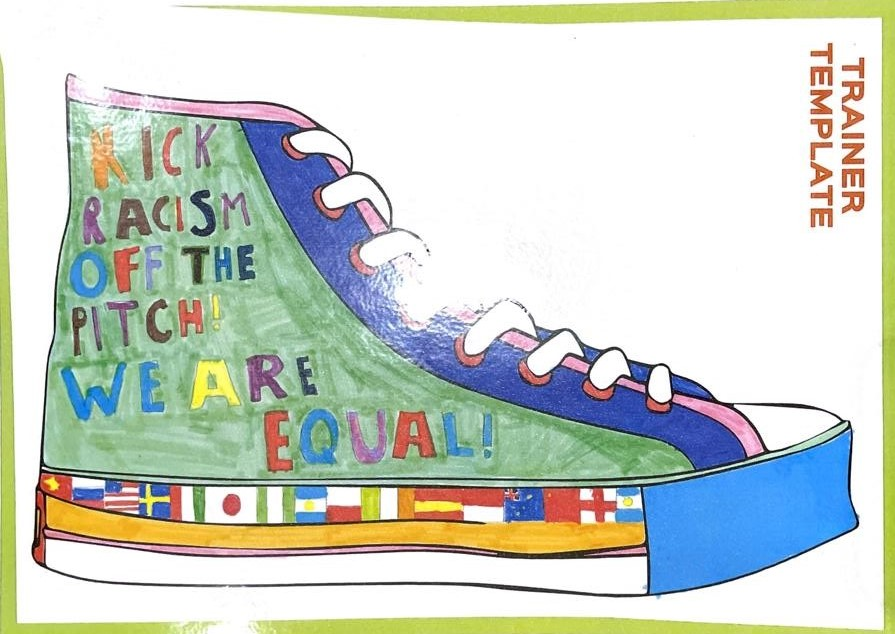 TRAINER
TEMPLATE
KICK
RACISM
OFF THE
PITCH!
WE ARE
EQUAL!